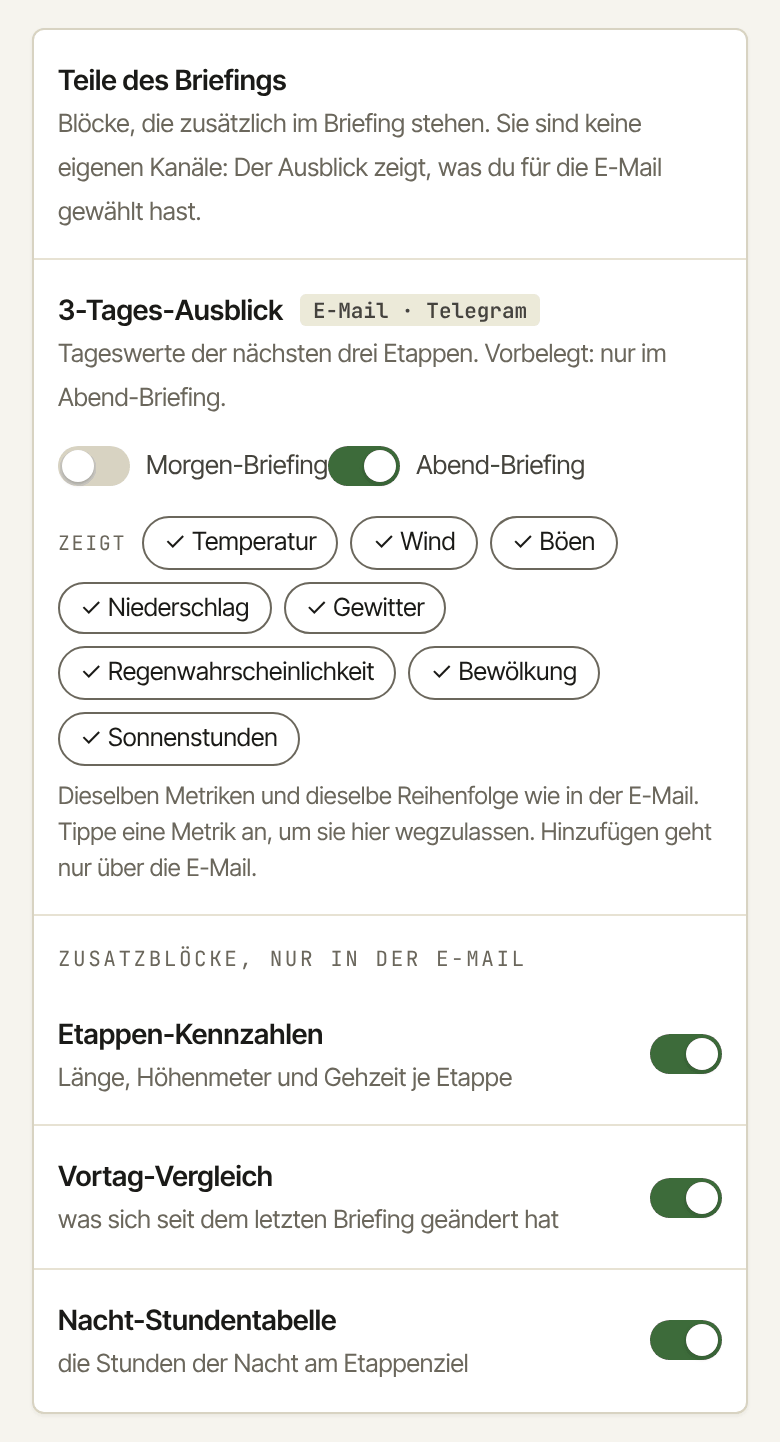 Teile des Briefings
Blöcke, die zusätzlich im Briefing stehen. Sie sind keine
eigenen Kanäle: Der Ausblick zeigt, was du für die E-Mail
gewählt hast.
3-Tages-Ausblick E-Mail · Telegram
Tageswerte der nächsten drei Etappen. Vorbelegt: nur im
Abend-Briefing.
Morgen-Briefing Abend-Briefing
ZEIGT ✓ Temperatur ✓ Wind ✓ Böen
✓ Niederschlag ✓ Gewitter
✓ Regenwahrscheinlichkeit ✓ Bewölkung
✓ Sonnenstunden
Dieselben Metriken und dieselbe Reihenfolge wie in der E-Mail.
Tippe eine Metrik an, um sie hier wegzulassen. Hinzufügen geht
nur über die E-Mail.
ZUSATZBLÖCKE, NUR IN DER E-MAIL
Etappen-Kennzahlen
Länge, Höhenmeter und Gehzeit je Etappe
Vortag-Vergleich
was sich seit dem letzten Briefing geändert hat
Nacht-Stundentabelle
die Stunden der Nacht am Etappenziel